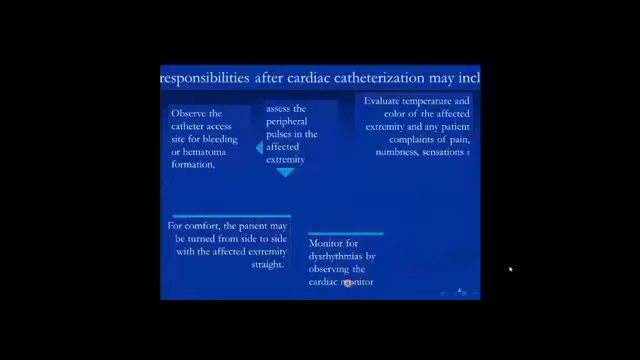 responsibilities after cardiac catheterization may incl
Observe the
catheter access
site for bleeding
or hematoma
formation,
assess the
peripheral
pulses in the
affected
extremity
Evaluate temperature and
color of the affected
extremity and any patient
complaints of pain,
numbness, sensations
For comfort, the patient may
be turned from side to side
with the affected extremity
straight.
Monitor for
dysrhythmias by
observing the
cardiac monitor
4